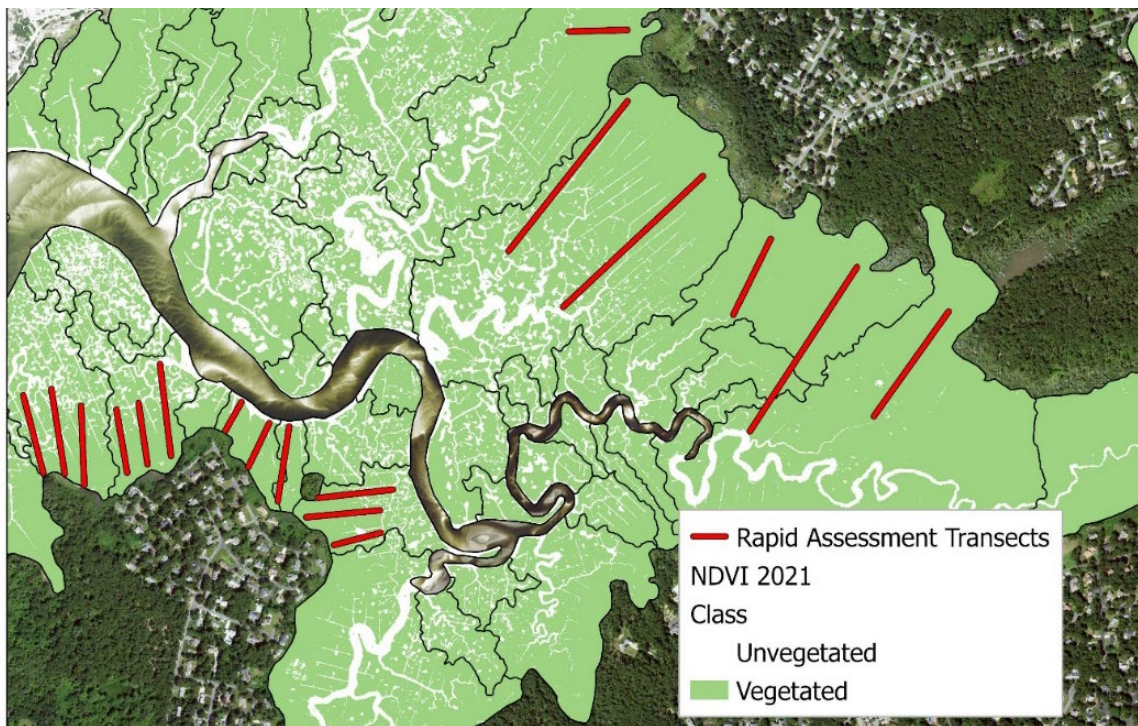 Rapid Assessment Transects
NDVI 2021
Class
Unvegetated
Vegetated